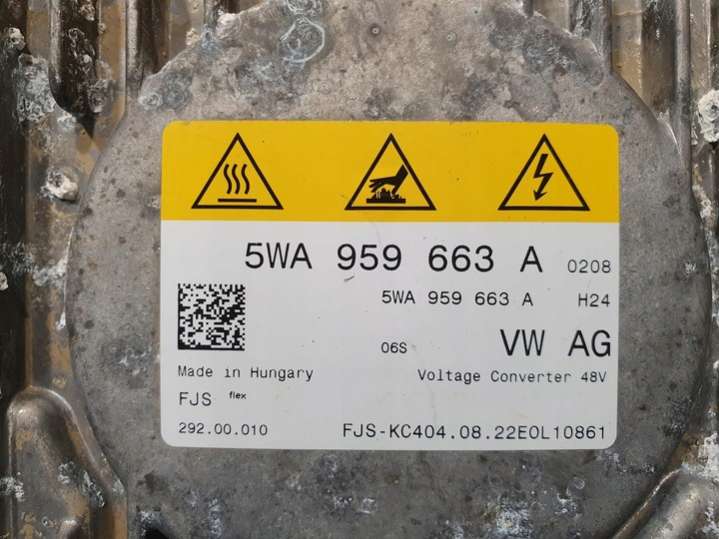 5WA 959 663 A 0208
5WA 959 663 A H24
06S VW AG
Made in Hungary Voltage Converter 48V
FJS flex
292.00.010 FJS-KC404.08.22E0L10861